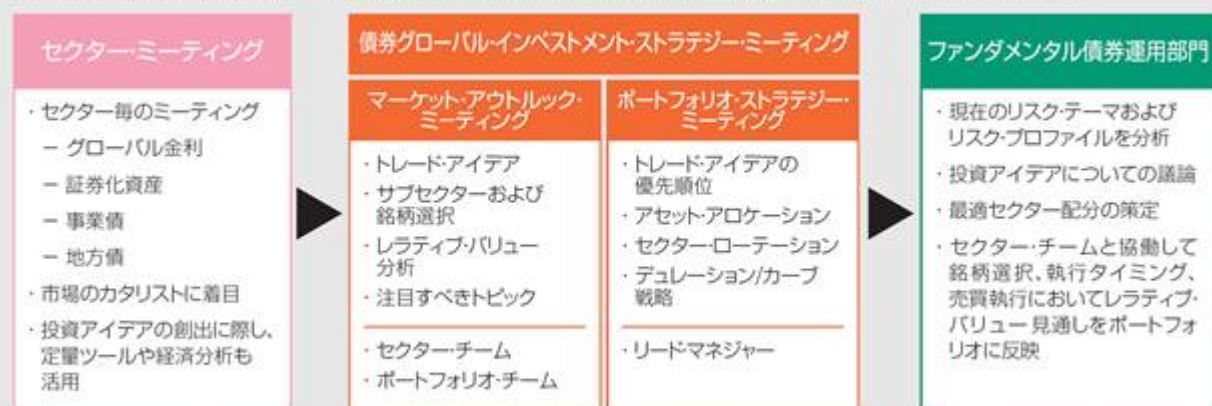 セクター・ミーティング
・セクター毎のミーティング
－ グローバル金利
－ 証券化資産
－ 事業債
－ 地方債
・市場のカタリストに着目
・投資アイデアの創出に際し、
定量ツールや経済分析も
活用
債券グローバル・インベストメント・ストラテジー・ミーティング
マーケット・アウトルック・
ミーティング
・トレード・アイデア
・サブセクターおよび
銘柄選択
・レラティブ・バリュー
分析
・注目すべきトピック
・セクター・チーム
・ポートフォリオ・チーム
ポートフォリオ・ストラテジー・
ミーティング
・トレード・アイデアの
優先順位
・アセット・アロケーション
・セクター・ローテーション
・デュレーション/カーブ
戦略
・リード・マネジャー
ファンダメンタル債券運用部門
・現在のリスク・テーマおよび
リスク・プロファイルを分析
・投資アイデアについての議論
・最適セクター配分の策定
・セクター・チームと協働して
銘柄選択、執行タイミング、
売買執行においてレラティブ・
バリュー 見通しをポートフォ
リオに反映